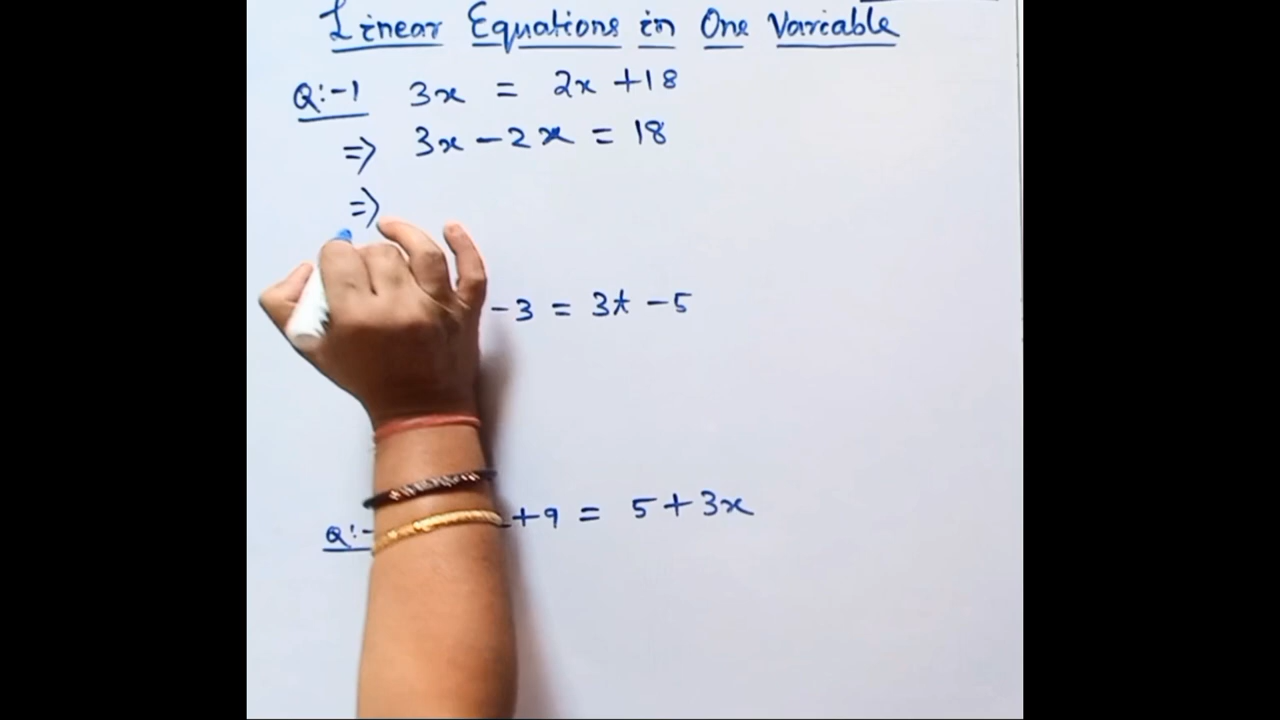 Linear Equations in One Variable
Q:-1 3x = 2x +18
=> 3x - 2x = 18
=>
-3 = 3t -5
Q:- +9 = 5+3x